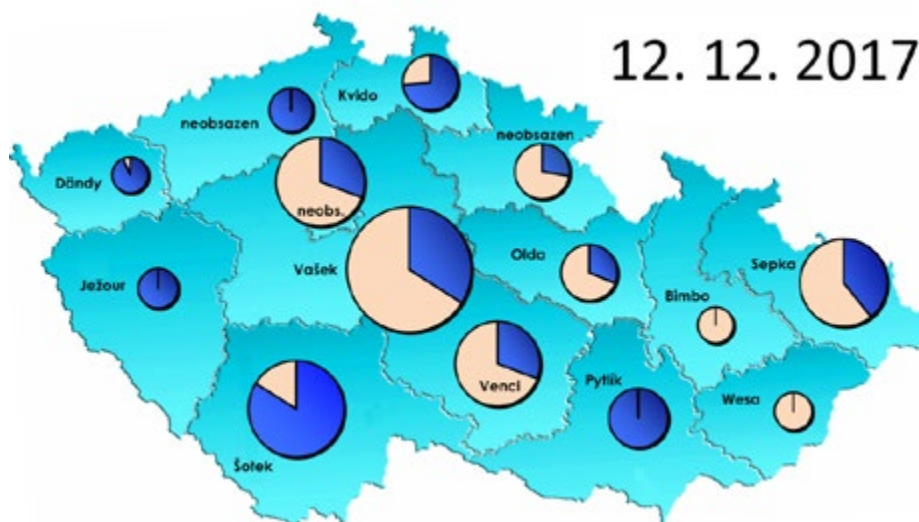 12. 12. 2017
Kvido
neobsazen
neobsazen
Dändy
neobs.
Vašek
Olda
Sepka
Ježour
Bimbo
Venci
Pytlík
Wesa
Šotek